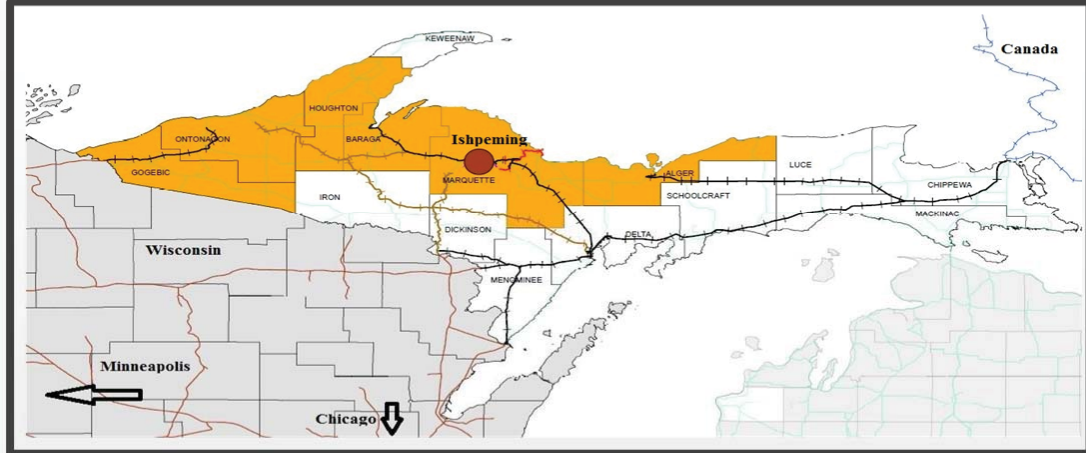 KEWEENAW
Canada
HOUGHTON
ONTONAGON
BARAGA
Ishpeming
LUCE
GOGEBIC
MARQUETTE
ALGER
CHIPPEWA
IRON
SCHOOLCRAFT
MACKINAC
DICKINSON
DELTA
Wisconsin
MENOMINEE
Minneapolis
Chicago